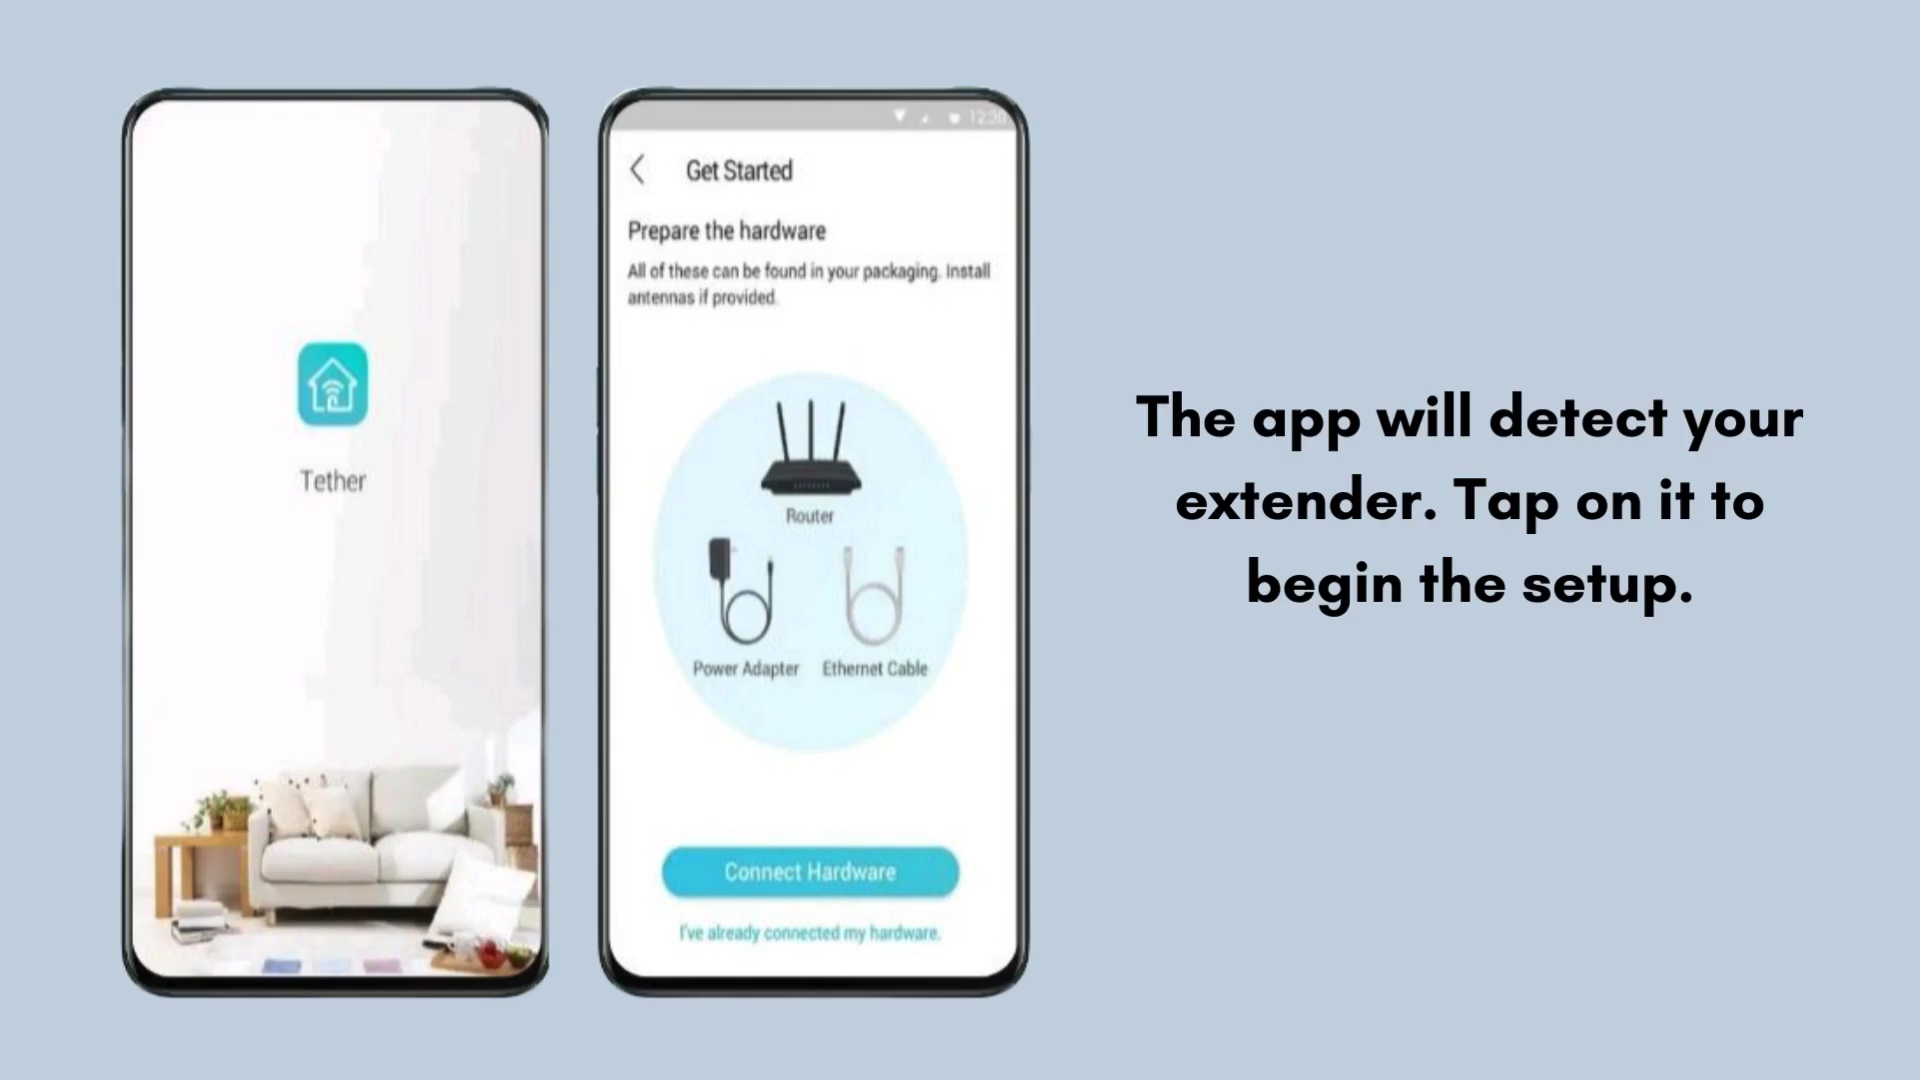 Tether
12:30
Get Started
Prepare the hardware
All of these can be found in your packaging. Install
antennas if provided.
Router
Power Adapter
Ethernet Cable
Connect Hardware
I've already connected my hardware.
The app will detect your
extender. Tap on it to
begin the setup.